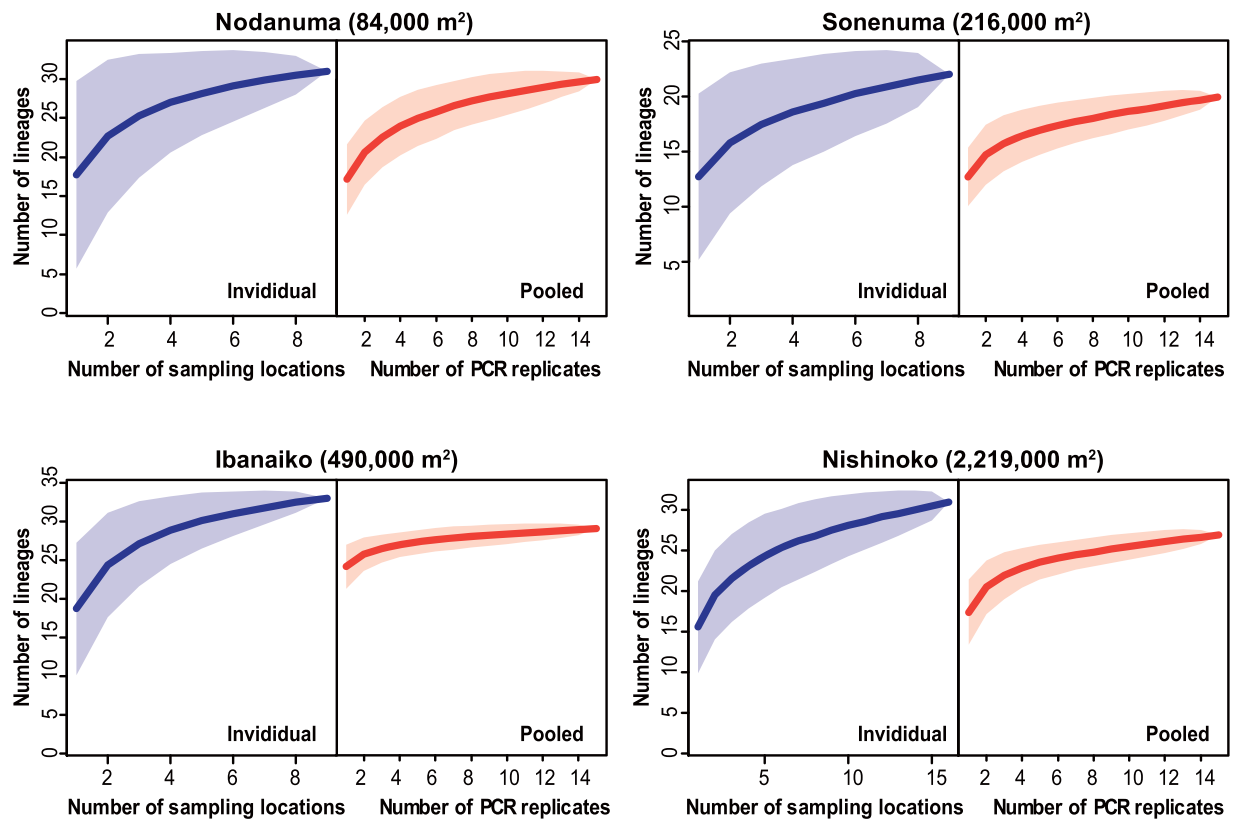 Nodanuma (84,000 m²)
Number of lineages
0 5 10 15 20 25 30
Invididual
Pooled
2 4 6 8
2 4 6 8 10 12 14
Number of sampling locations
Number of PCR replicates
Sonenuma (216,000 m²)
Number of lineages
5 10 15 20 25
Invididual
Pooled
2 4 6 8
2 4 6 8 10 12 14
Number of sampling locations
Number of PCR replicates
Ibanaiko (490,000 m²)
Number of lineages
0 5 10 15 20 25 30 35
Invididual
Pooled
2 4 6 8
2 4 6 8 10 12 14
Number of sampling locations
Number of PCR replicates
Nishinoko (2,219,000 m²)
Number of lineages
0 5 10 15 20 25 30
Invididual
Pooled
5 10 15
2 4 6 8 10 12 14
Number of sampling locations
Number of PCR replicates